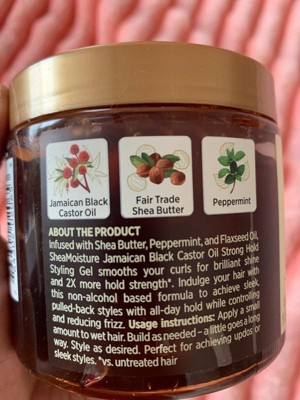 Jamaican Black
Castor Oil
Fair Trade
Shea Butter
Peppermint
ABOUT THE PRODUCT
Infused with Shea Butter, Peppermint, and Flaxseed Oil,
SheaMoisture Jamaican Black Castor Oil Strong Hold
Styling Gel smooths your curls for brilliant shine
and 2X more hold strength*. Indulge your hair with
this non-alcohol based formula to achieve sleek,
pulled-back styles with all-day hold while controlling
and reducing frizz. Usage instructions: Apply a small
amount to wet hair. Build as needed – a little goes a long
way. Style as desired. Perfect for achieving updos or
sleek styles. *vs. untreated hair